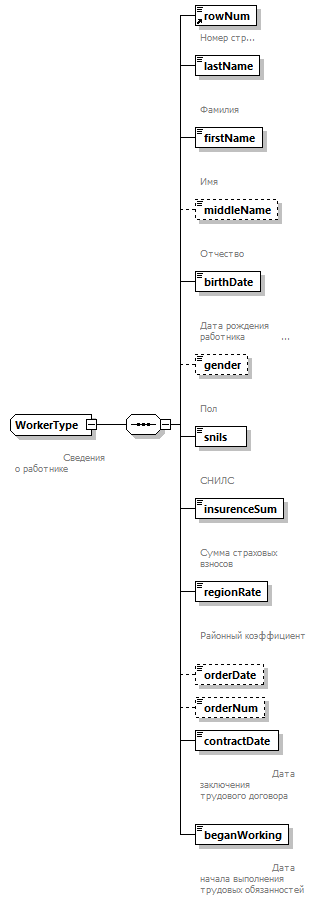 rowNum
Номер стр...
lastName
Фамилия
firstName
Имя
middleName
Отчество
birthDate
Дата рождения
работника ...
gender
Пол
WorkerType
Сведения
о работнике
snils
СНИЛС
insurenceSum
Сумма страховых
взносов
regionRate
Районный коэффициент
orderDate
orderNum
contractDate
Дата
заключения
трудового договора
beganWorking
Дата
начала выполнения
трудовых обязанностей